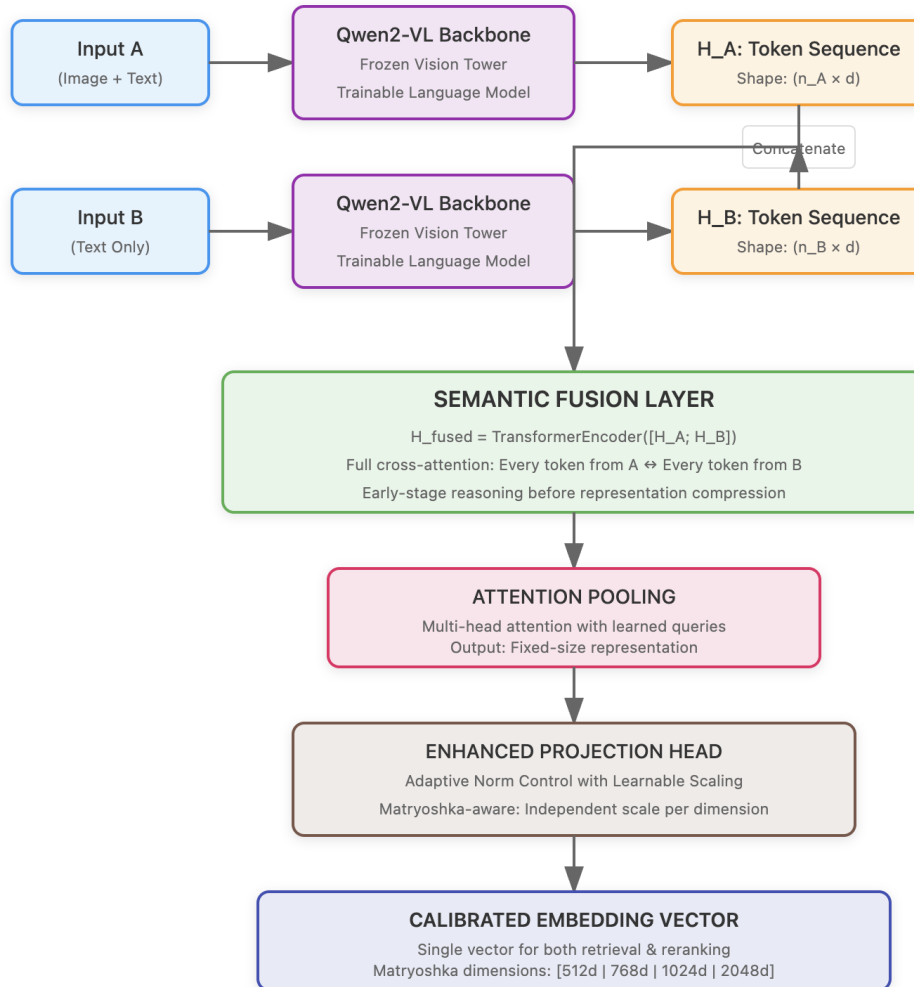 Input A
(Image + Text)
Qwen2-VL Backbone
Frozen Vision Tower
Trainable Language Model
H_A: Token Sequence
Shape: (n_A × d)
Concatenate
Input B
(Text Only)
Qwen2-VL Backbone
Frozen Vision Tower
Trainable Language Model
H_B: Token Sequence
Shape: (n_B × d)
SEMANTIC FUSION LAYER
H_fused = TransformerEncoder([H_A; H_B])
Full cross-attention: Every token from A ↔ Every token from B
Early-stage reasoning before representation compression
ATTENTION POOLING
Multi-head attention with learned queries
Output: Fixed-size representation
ENHANCED PROJECTION HEAD
Adaptive Norm Control with Learnable Scaling
Matryoshka-aware: Independent scale per dimension
CALIBRATED EMBEDDING VECTOR
Single vector for both retrieval & reranking
Matryoshka dimensions: [512d | 768d | 1024d | 2048d]